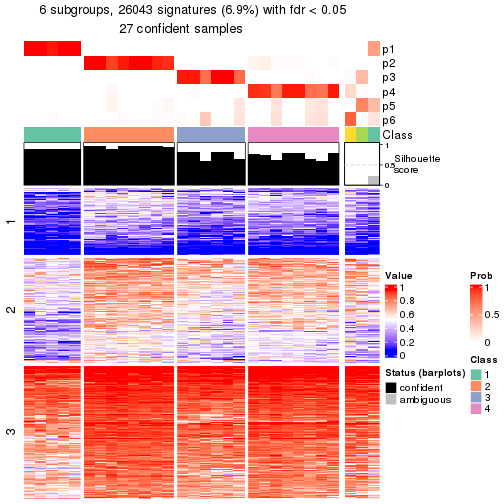 6 subgroups, 26043 signatures (6.9%) with fdr < 0.05
27 confident samples
p1
p2
p3
p4
p5
p6
Class
1
0.5
0
Silhouette
score
1
2
3
Value
1
0.8
0.6
0.4
0.2
0
Prob
1
0.5
0
Status (barplots)
confident
ambiguous
Class
1
2
3
4